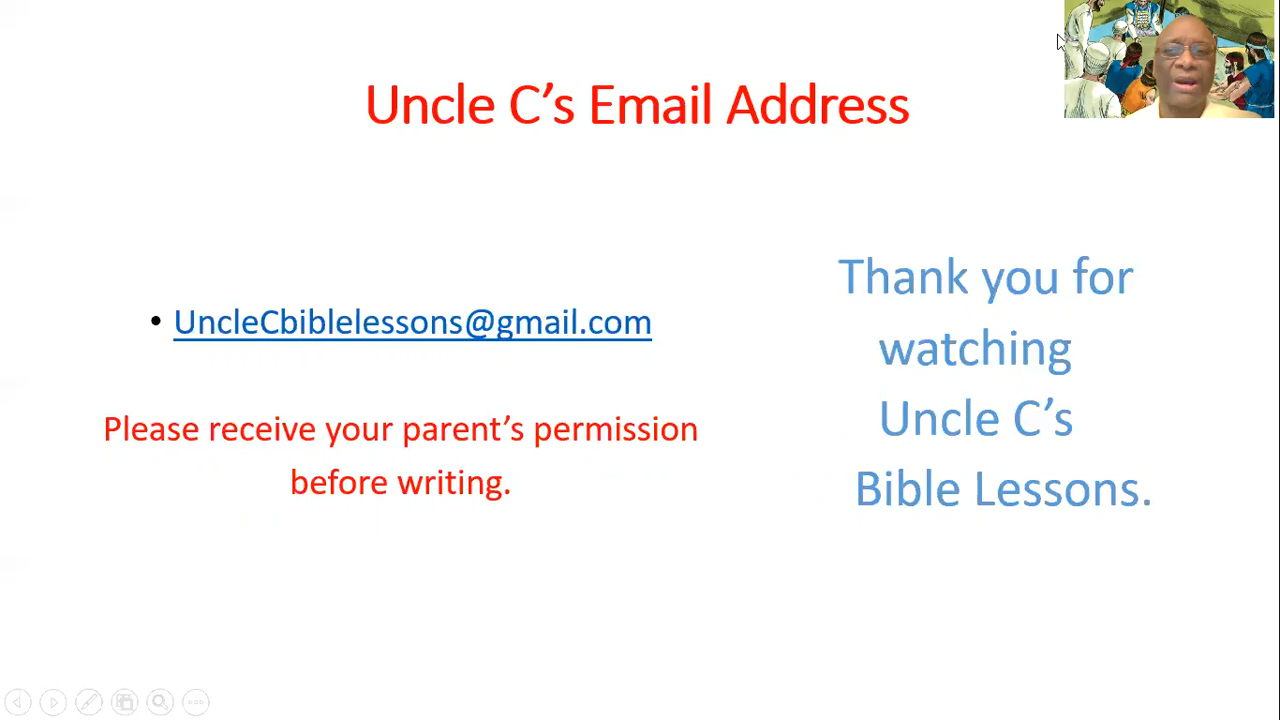 Uncle C’s Email Address
• UncleCbiblelessons@gmail.com
Please receive your parent’s permission
before writing.
Thank you for
watching
Uncle C’s
Bible Lessons.